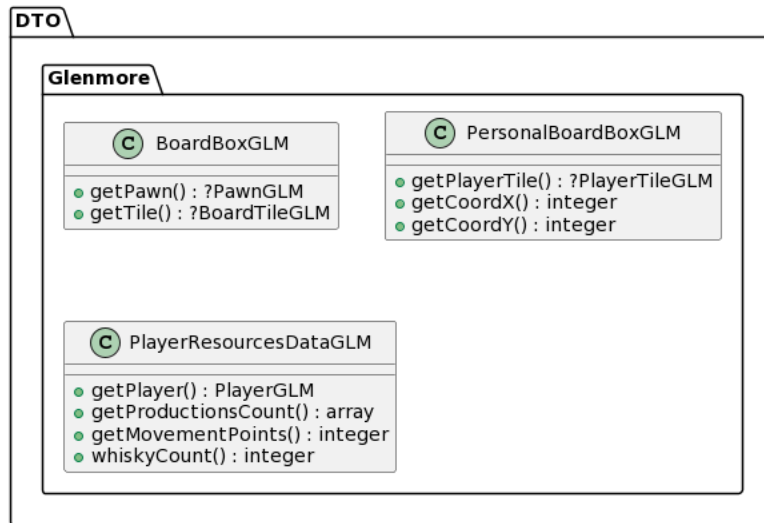 DTO
Glenmore
C BoardBoxGLM
getPawn() : ?PawnGLM
getTile() : ?BoardTileGLM
C PersonalBoardBoxGLM
getPlayerTile() : ?PlayerTileGLM
getCoordX() : integer
getCoordY() : integer
C PlayerResourcesDataGLM
getPlayer() : PlayerGLM
getProductionsCount() : array
getMovementPoints() : integer
whiskyCount() : integer